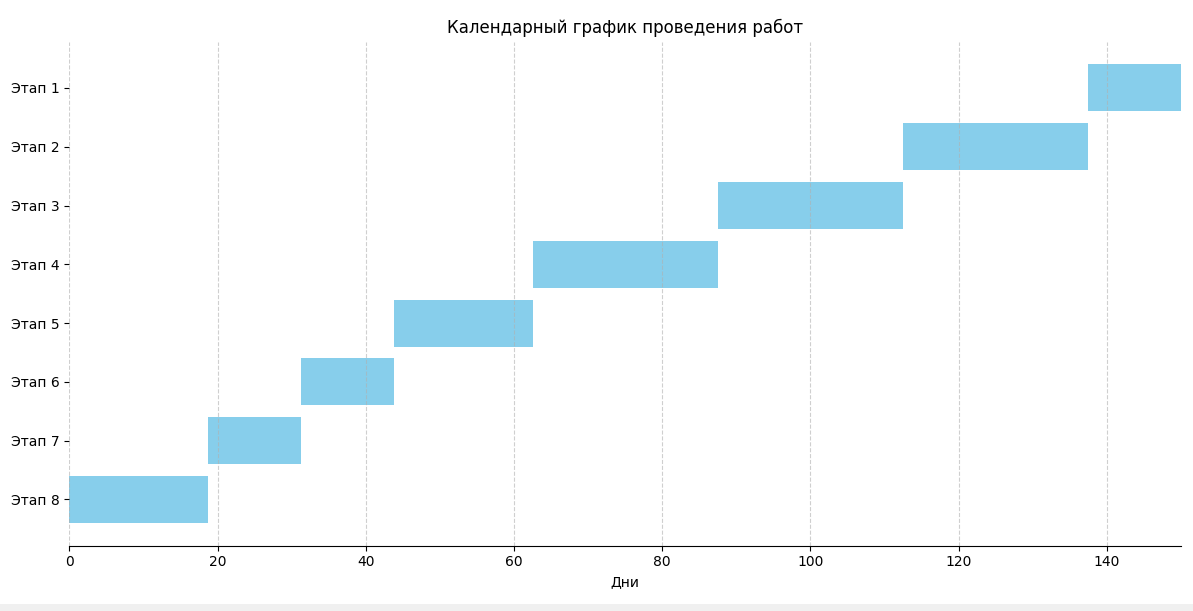 Календарный график проведения работ
Этап 1
Этап 2
Этап 3
Этап 4
Этап 5
Этап 6
Этап 7
Этап 8
0 20 40 60 80 100 120 140
Дни